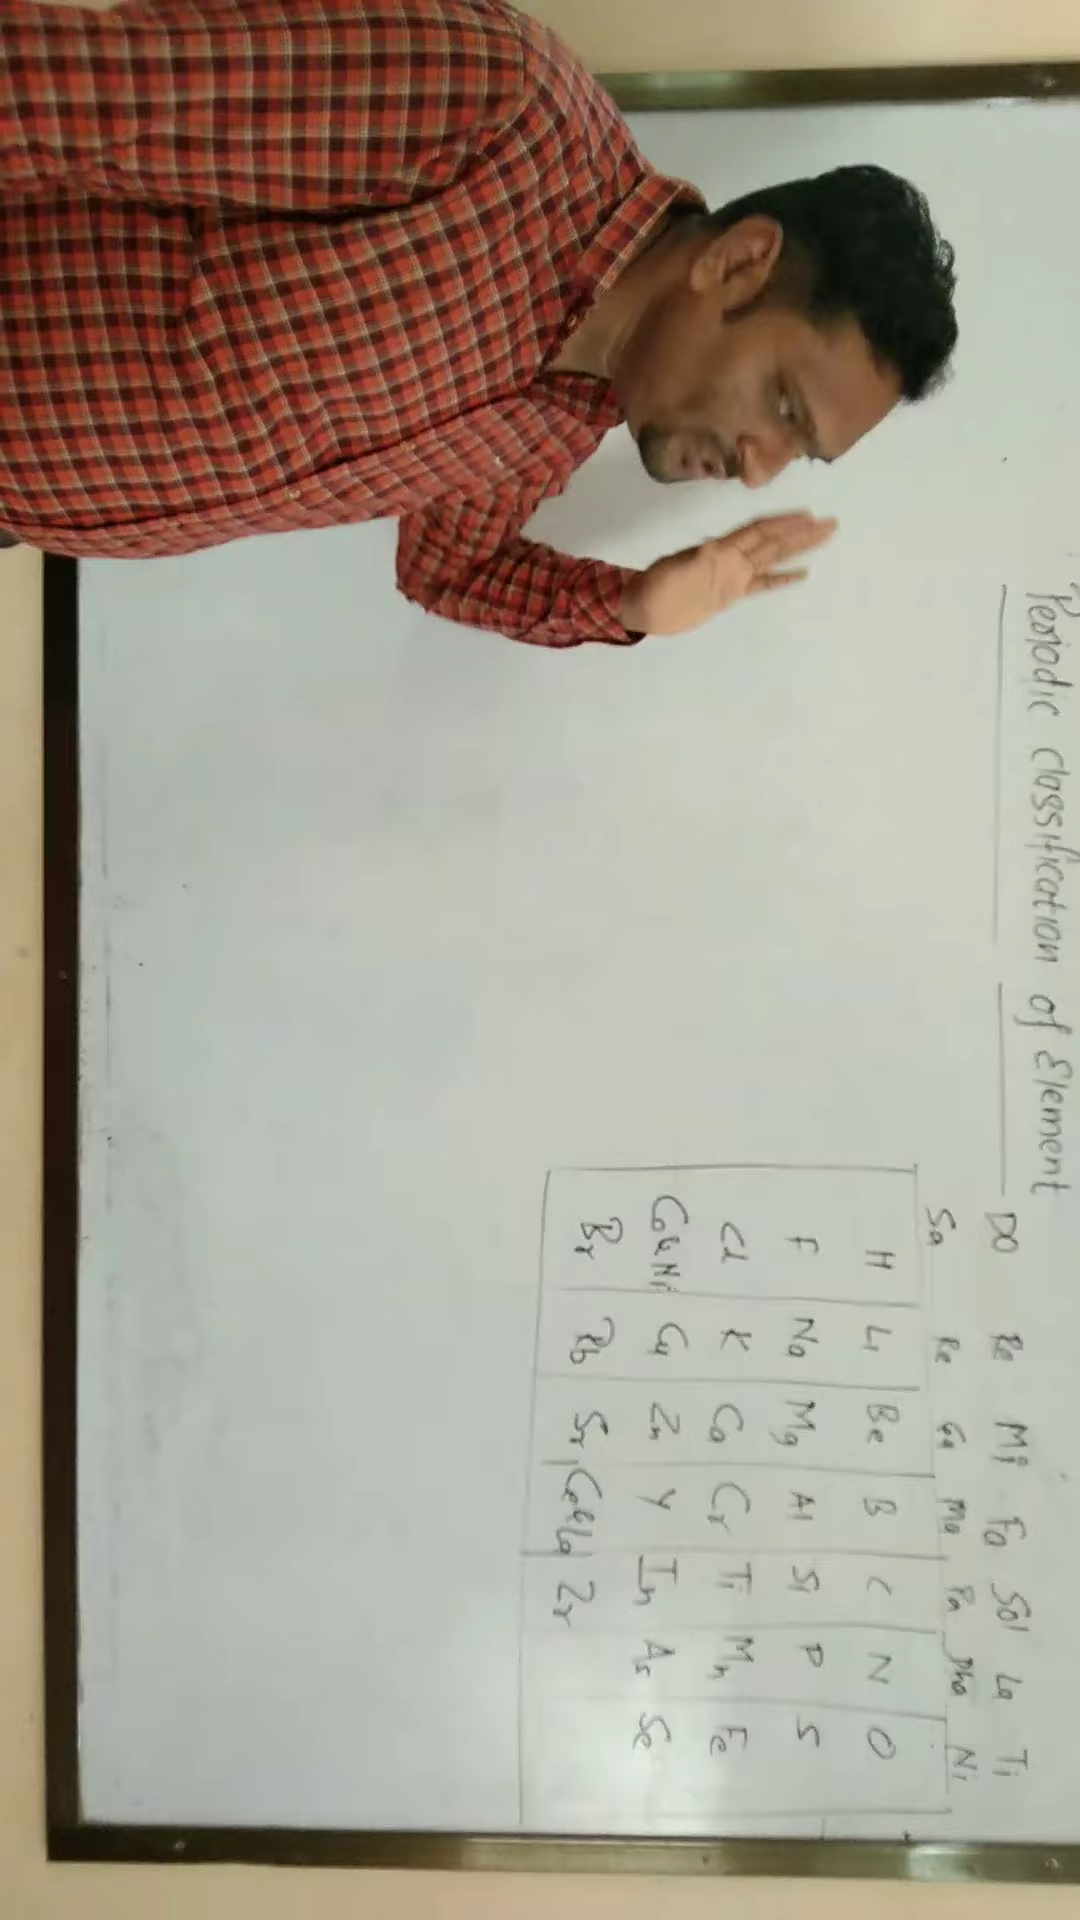 Periodic classification of Element
DO Re Mi Fa Sol La Ti
Sa Re Ga Ma Pa Dha Ni
H Li Be B C N O
F Na Mg Al Si P S
Cl K Ca Cr Ti Mn Fe
Co&Ni Cu Zn Y In As Se
Br Rb Sr Ce&La Zr